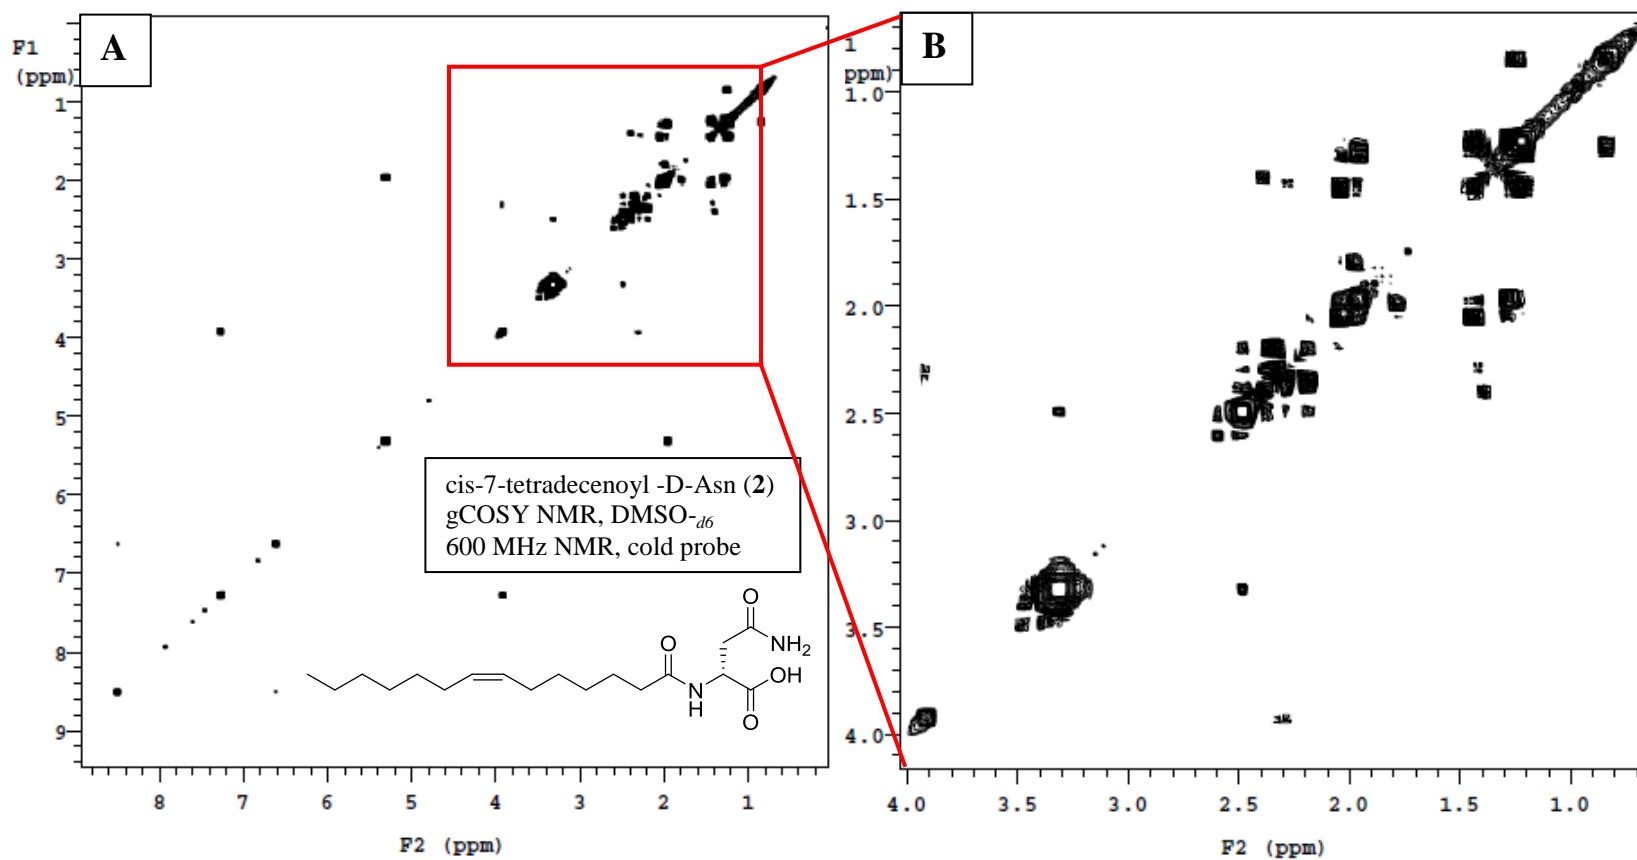 A
F1
(ppm)
1
2
3
4
5
6
7
8
9
8 7 6 5 4 3 2 1
F2 (ppm)
cis-7-tetradecenoyl -D-Asn (2)
gCOSY NMR, DMSO-d6
600 MHz NMR, cold probe
O
NH2
O
OH
N
H
O
B
1
ppm)
1.0
1.5
2.0
2.5
3.0
3.5
4.0
4.0 3.5 3.0 2.5 2.0 1.5 1.0
F2 (ppm)